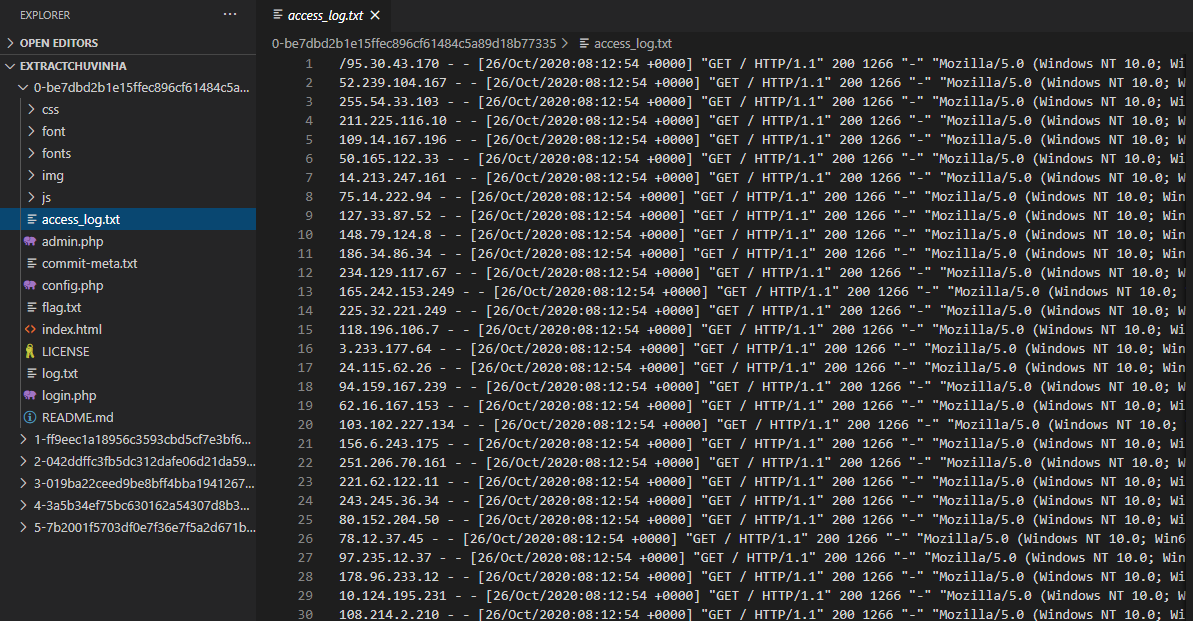 EXPLORER ...
OPEN EDITORS
EXTRACTCHUVINHA
0-be7dbd2b1e15ffec896cf61484c5a...
css
font
fonts
img
js
access_log.txt
admin.php
commit-meta.txt
config.php
flag.txt
index.html
LICENSE
log.txt
login.php
README.md
1-ff9eec1a18956c3593cbd5cf7e3bf6...
2-042ddffc3fb5dc312dafe06d21da59...
3-019ba22ceed9be8bff4bba1941267...
4-3a5b34ef75bc630162a54307d8b3...
5-7b2001f5703df0e7f36e7f5a2d671b...
access_log.txt
0-be7dbd2b1e15ffec896cf61484c5a89d18b77335 > access_log.txt
1 /95.30.43.170 - - [26/Oct/2020:08:12:54 +0000] "GET / HTTP/1.1" 200 1266 "-" "Mozilla/5.0 (Windows NT 10.0; Wi
2 52.239.104.167 - - [26/Oct/2020:08:12:54 +0000] "GET / HTTP/1.1" 200 1266 "-" "Mozilla/5.0 (Windows NT 10.0; W
3 255.54.33.103 - - [26/Oct/2020:08:12:54 +0000] "GET / HTTP/1.1" 200 1266 "-" "Mozilla/5.0 (Windows NT 10.0; Wi
4 211.225.116.10 - - [26/Oct/2020:08:12:54 +0000] "GET / HTTP/1.1" 200 1266 "-" "Mozilla/5.0 (Windows NT 10.0; W
5 109.14.167.196 - - [26/Oct/2020:08:12:54 +0000] "GET / HTTP/1.1" 200 1266 "-" "Mozilla/5.0 (Windows NT 10.0; W
6 50.165.122.33 - - [26/Oct/2020:08:12:54 +0000] "GET / HTTP/1.1" 200 1266 "-" "Mozilla/5.0 (Windows NT 10.0; Wi
7 14.213.247.161 - - [26/Oct/2020:08:12:54 +0000] "GET / HTTP/1.1" 200 1266 "-" "Mozilla/5.0 (Windows NT 10.0; W
8 75.14.222.94 - - [26/Oct/2020:08:12:54 +0000] "GET / HTTP/1.1" 200 1266 "-" "Mozilla/5.0 (Windows NT 10.0; Win
9 127.33.87.52 - - [26/Oct/2020:08:12:54 +0000] "GET / HTTP/1.1" 200 1266 "-" "Mozilla/5.0 (Windows NT 10.0; Win
10 148.79.124.8 - - [26/Oct/2020:08:12:54 +0000] "GET / HTTP/1.1" 200 1266 "-" "Mozilla/5.0 (Windows NT 10.0; Win
11 186.34.86.34 - - [26/Oct/2020:08:12:54 +0000] "GET / HTTP/1.1" 200 1266 "-" "Mozilla/5.0 (Windows NT 10.0; Win
12 234.129.117.67 - - [26/Oct/2020:08:12:54 +0000] "GET / HTTP/1.1" 200 1266 "-" "Mozilla/5.0 (Windows NT 10.0; W
13 165.242.153.249 - - [26/Oct/2020:08:12:54 +0000] "GET / HTTP/1.1" 200 1266 "-" "Mozilla/5.0 (Windows NT 10.0;
14 225.32.221.249 - - [26/Oct/2020:08:12:54 +0000] "GET / HTTP/1.1" 200 1266 "-" "Mozilla/5.0 (Windows NT 10.0; W
15 118.196.106.7 - - [26/Oct/2020:08:12:54 +0000] "GET / HTTP/1.1" 200 1266 "-" "Mozilla/5.0 (Windows NT 10.0; Wi
16 3.233.177.64 - - [26/Oct/2020:08:12:54 +0000] "GET / HTTP/1.1" 200 1266 "-" "Mozilla/5.0 (Windows NT 10.0; Win
17 24.115.62.26 - - [26/Oct/2020:08:12:54 +0000] "GET / HTTP/1.1" 200 1266 "-" "Mozilla/5.0 (Windows NT 10.0; Win
18 94.159.167.239 - - [26/Oct/2020:08:12:54 +0000] "GET / HTTP/1.1" 200 1266 "-" "Mozilla/5.0 (Windows NT 10.0; W
19 62.16.167.153 - - [26/Oct/2020:08:12:54 +0000] "GET / HTTP/1.1" 200 1266 "-" "Mozilla/5.0 (Windows NT 10.0; Wi
20 103.102.227.134 - - [26/Oct/2020:08:12:54 +0000] "GET / HTTP/1.1" 200 1266 "-" "Mozilla/5.0 (Windows NT 10.0;
21 156.6.243.175 - - [26/Oct/2020:08:12:54 +0000] "GET / HTTP/1.1" 200 1266 "-" "Mozilla/5.0 (Windows NT 10.0; Wi
22 251.206.70.161 - - [26/Oct/2020:08:12:54 +0000] "GET / HTTP/1.1" 200 1266 "-" "Mozilla/5.0 (Windows NT 10.0; W
23 221.62.122.11 - - [26/Oct/2020:08:12:54 +0000] "GET / HTTP/1.1" 200 1266 "-" "Mozilla/5.0 (Windows NT 10.0; Wi
24 243.245.36.34 - - [26/Oct/2020:08:12:54 +0000] "GET / HTTP/1.1" 200 1266 "-" "Mozilla/5.0 (Windows NT 10.0; Wi
25 80.152.204.50 - - [26/Oct/2020:08:12:54 +0000] "GET / HTTP/1.1" 200 1266 "-" "Mozilla/5.0 (Windows NT 10.0; Wi
26 78.12.37.45 - - [26/Oct/2020:08:12:54 +0000] "GET / HTTP/1.1" 200 1266 "-" "Mozilla/5.0 (Windows NT 10.0; Win6
27 97.235.12.37 - - [26/Oct/2020:08:12:54 +0000] "GET / HTTP/1.1" 200 1266 "-" "Mozilla/5.0 (Windows NT 10.0; Win
28 178.96.233.12 - - [26/Oct/2020:08:12:54 +0000] "GET / HTTP/1.1" 200 1266 "-" "Mozilla/5.0 (Windows NT 10.0; Wi
29 10.124.195.231 - - [26/Oct/2020:08:12:54 +0000] "GET / HTTP/1.1" 200 1266 "-" "Mozilla/5.0 (Windows NT 10.0; W
30 108.214.2.210 - - [26/Oct/2020:08:12:54 +0000] "GET / HTTP/1.1" 200 1266 "-" "Mozilla/5.0 (Windows NT 10.0; Wi